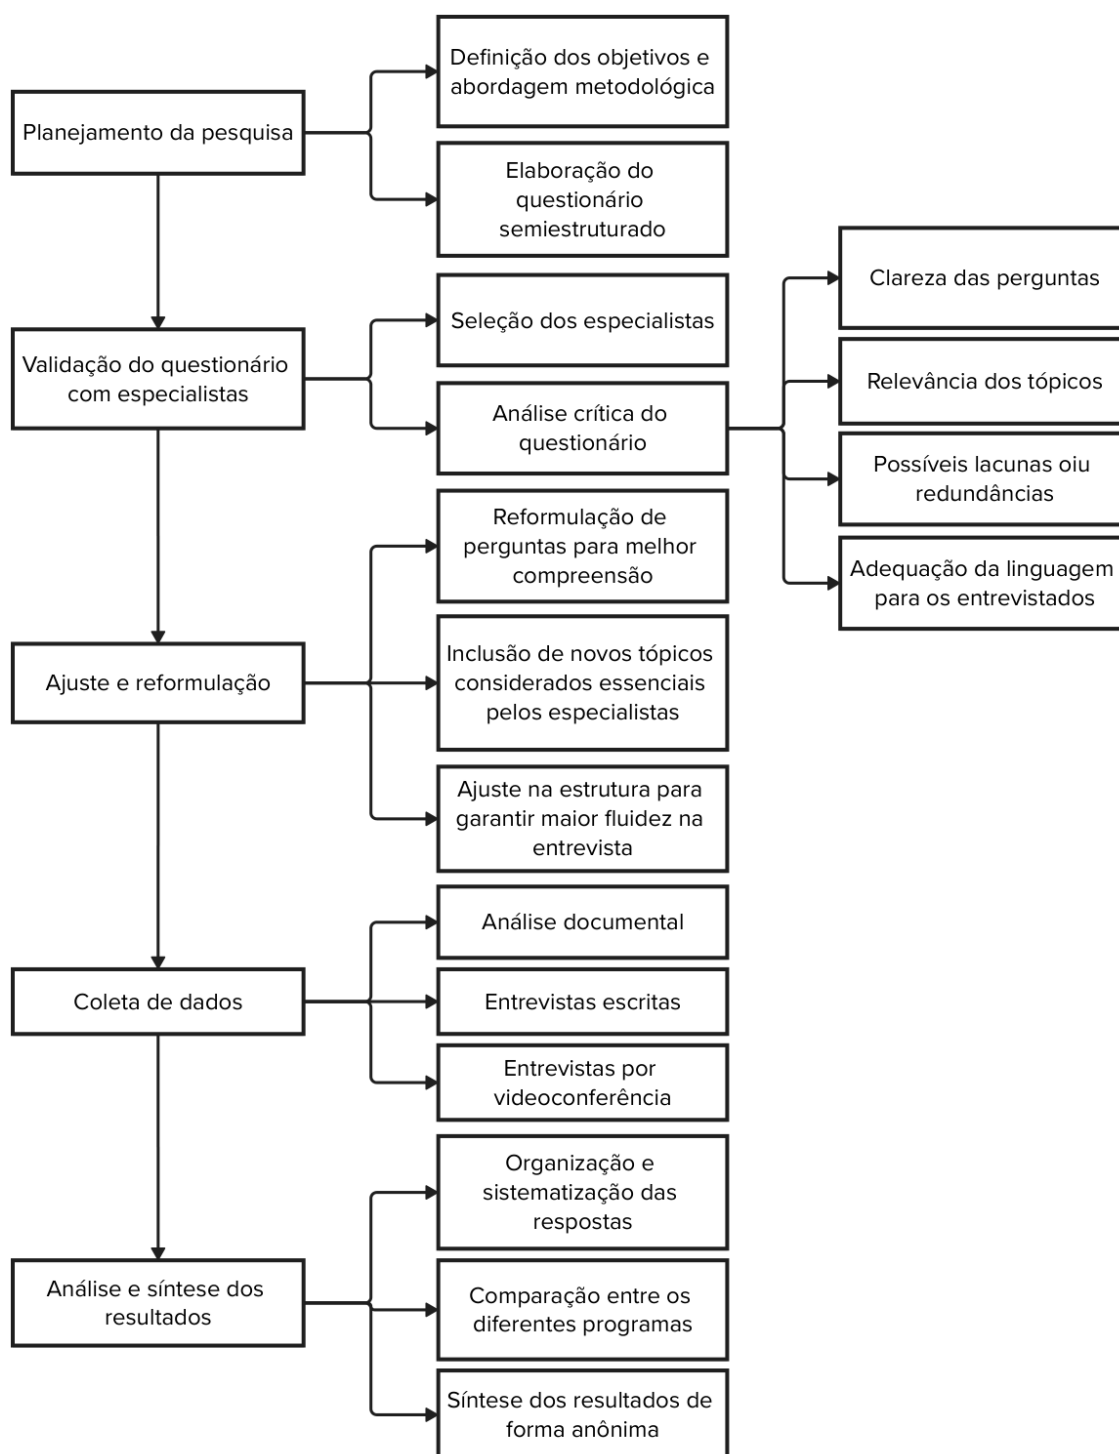 Planejamento da pesquisa
Definição dos objetivos e
abordagem metodológica
Elaboração do
questionário
semiestruturado
Validação do questionário
com especialistas
Seleção dos especialistas
Análise crítica do
questionário
Clareza das perguntas
Relevância dos tópicos
Possíveis lacunas oiu
redundâncias
Adequação da linguagem
para os entrevistados
Ajuste e reformulação
Reformulação de
perguntas para melhor
compreensão
Inclusão de novos tópicos
considerados essenciais
pelos especialistas
Ajuste na estrutura para
garantir maior fluidez na
entrevista
Coleta de dados
Análise documental
Entrevistas escritas
Entrevistas por
videoconferência
Análise e síntese dos
resultados
Organização e
sistematização das
respostas
Comparação entre os
diferentes programas
Síntese dos resultados de
forma anônima